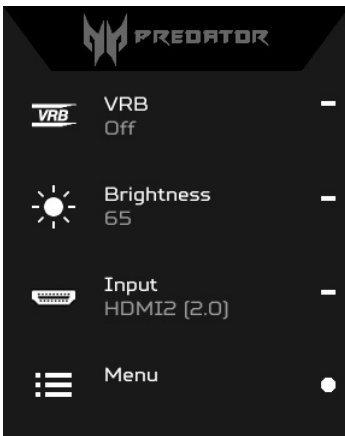 PREDATOR
VRB
VRB
Off
Brightness
65
Input
HDMI2 (2.0)
Menu